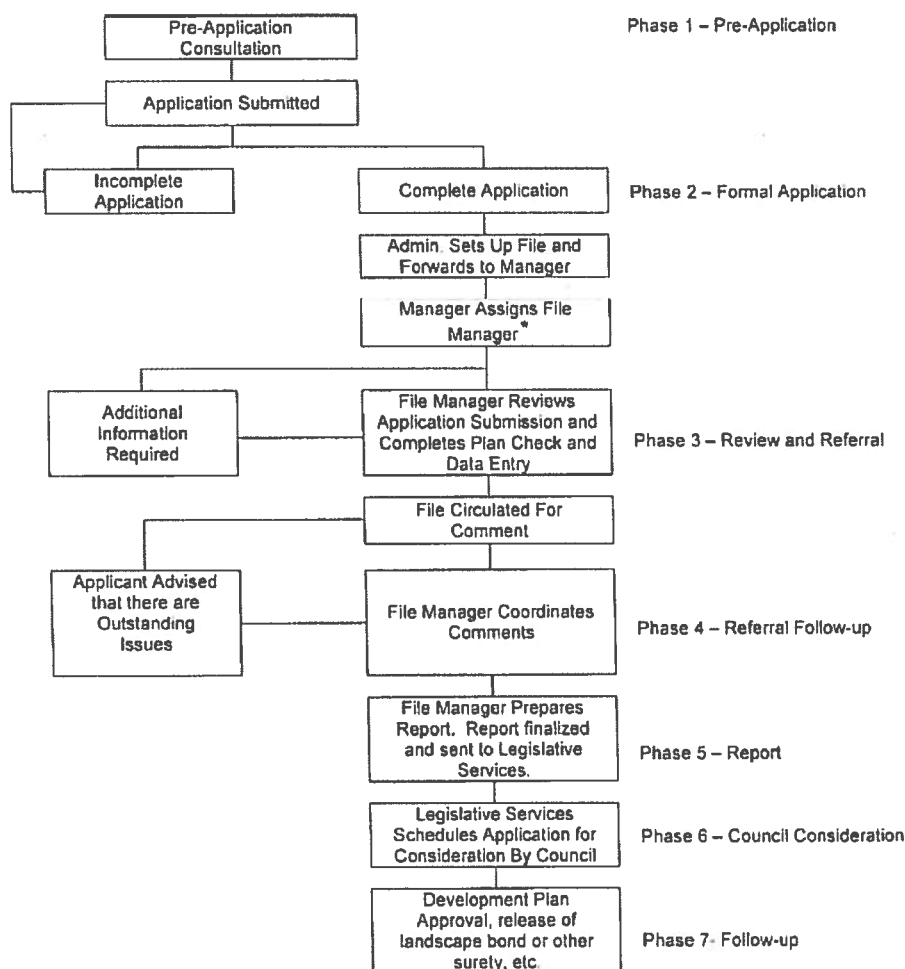 Pre-Application
Consultation
Phase 1 – Pre-Application
Application Submitted
Incomplete
Application
Complete Application
Phase 2 – Formal Application
Admin. Sets Up File and
Forwards to Manager
Manager Assigns File
Manager*
Additional
Information
Required
File Manager Reviews
Application Submission and
Completes Plan Check and
Data Entry
Phase 3 – Review and Referral
File Circulated For
Comment
Applicant Advised
that there are
Outstanding
Issues
File Manager Coordinates
Comments
Phase 4 – Referral Follow-up
File Manager Prepares
Report. Report finalized
and sent to Legislative
Services.
Phase 5 – Report
Legislative Services
Schedules Application for
Consideration By Council
Phase 6 – Council Consideration
Development Plan
Approval, release of
landscape bond or other
surety, etc.
Phase 7- Follow-up